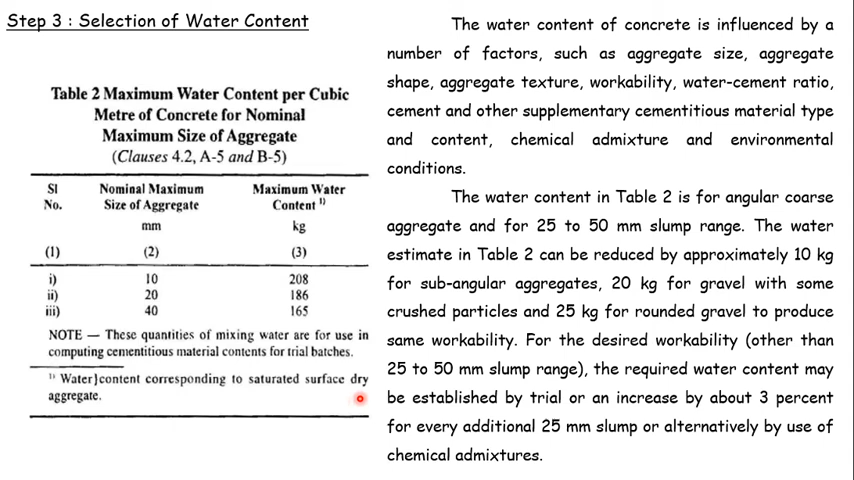 Step 3 : Selection of Water Content
Table 2 Maximum Water Content per Cubic
Metre of Concrete for Nominal
Maximum Size of Aggregate
(Clauses 4.2, A-5 and B-5)
Sl No. Nominal Maximum Size of Aggregate Maximum Water Content 1)
mm kg
(1) (2) (3)
i) 10 208
ii) 20 186
iii) 40 165
NOTE — These quantities of mixing water are for use in
computing cementitious material contents for trial batches.
1) Water]content corresponding to saturated surface dry
aggregate.
The water content of concrete is influenced by a
number of factors, such as aggregate size, aggregate
shape, aggregate texture, workability, water-cement ratio,
cement and other supplementary cementitious material type
and content, chemical admixture and environmental
conditions.
The water content in Table 2 is for angular coarse
aggregate and for 25 to 50 mm slump range. The water
estimate in Table 2 can be reduced by approximately 10 kg
for sub-angular aggregates, 20 kg for gravel with some
crushed particles and 25 kg for rounded gravel to produce
same workability. For the desired workability (other than
25 to 50 mm slump range), the required water content may
be established by trial or an increase by about 3 percent
for every additional 25 mm slump or alternatively by use of
chemical admixtures.